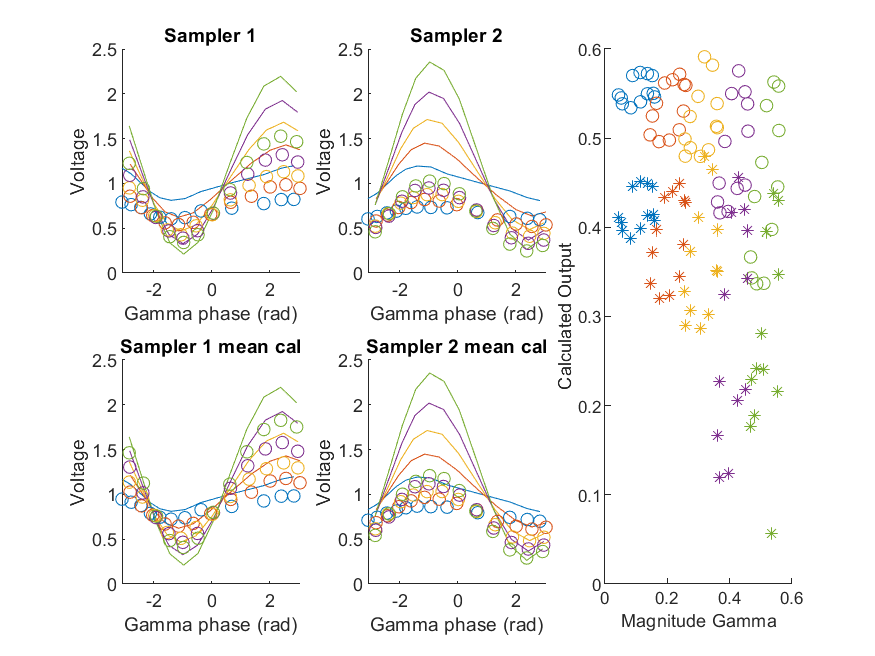 Sampler 1
2.5
2
1.5
1
0.5
0
Voltage
-2 0 2
Gamma phase (rad)
Sampler 2
2.5
2
1.5
1
0.5
0
Voltage
-2 0 2
Gamma phase (rad)
Sampler 1 mean cal
2.5
2
1.5
1
0.5
0
Voltage
-2 0 2
Gamma phase (rad)
Sampler 2 mean cal
2.5
2
1.5
1
0.5
0
Voltage
-2 0 2
Gamma phase (rad)
0.6
0.5
0.4
0.3
0.2
0.1
0
Calculated Output
0 0.2 0.4 0.6
Magnitude Gamma